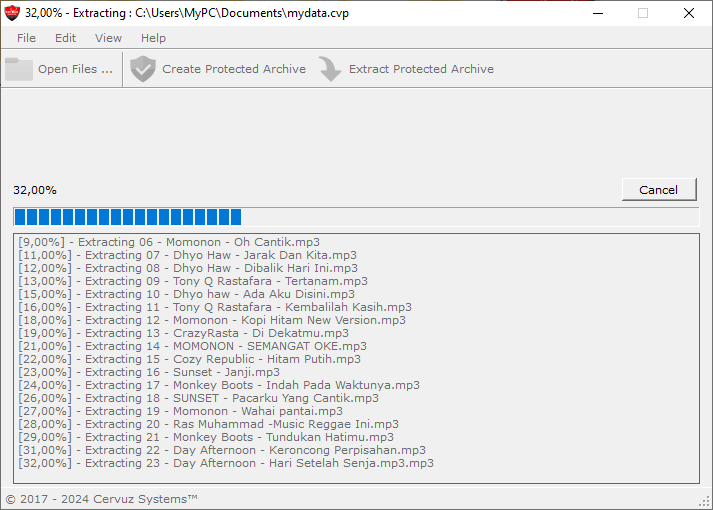 32,00% - Extracting : C:\Users\MyPC\Documents\mydata.cvp
File Edit View Help
Open Files ... Create Protected Archive Extract Protected Archive
32,00% Cancel
[9,00%] - Extracting 06 - Momonon - Oh Cantik.mp3
[11,00%] - Extracting 07 - Dhyo Haw - Jarak Dan Kita.mp3
[12,00%] - Extracting 08 - Dhyo Haw - Dibalik Hari Ini.mp3
[13,00%] - Extracting 09 - Tony Q Rastafara - Tertanam.mp3
[15,00%] - Extracting 10 - Dhyo haw - Ada Aku Disini.mp3
[16,00%] - Extracting 11 - Tony Q Rastafara - Kembalilah Kasih.mp3
[18,00%] - Extracting 12 - Momonon - Kopi Hitam New Version.mp3
[19,00%] - Extracting 13 - CrazyRasta - Di Dekatmu.mp3
[21,00%] - Extracting 14 - MOMONON - SEMANGAT OKE.mp3
[22,00%] - Extracting 15 - Cozy Republic - Hitam Putih.mp3
[23,00%] - Extracting 16 - Sunset - Janji.mp3
[24,00%] - Extracting 17 - Monkey Boots - Indah Pada Waktunya.mp3
[26,00%] - Extracting 18 - SUNSET - Pacarku Yang Cantik.mp3
[27,00%] - Extracting 19 - Momonon - Wahai pantai.mp3
[28,00%] - Extracting 20 - Ras Muhammad -Music Reggae Ini.mp3
[29,00%] - Extracting 21 - Monkey Boots - Tundukan Hatimu.mp3
[31,00%] - Extracting 22 - Day Afternoon - Keroncong Perpisahan.mp3
[32,00%] - Extracting 23 - Day Afternoon - Hari Setelah Senja.mp3.mp3
© 2017 - 2024 Cervuz Systems™